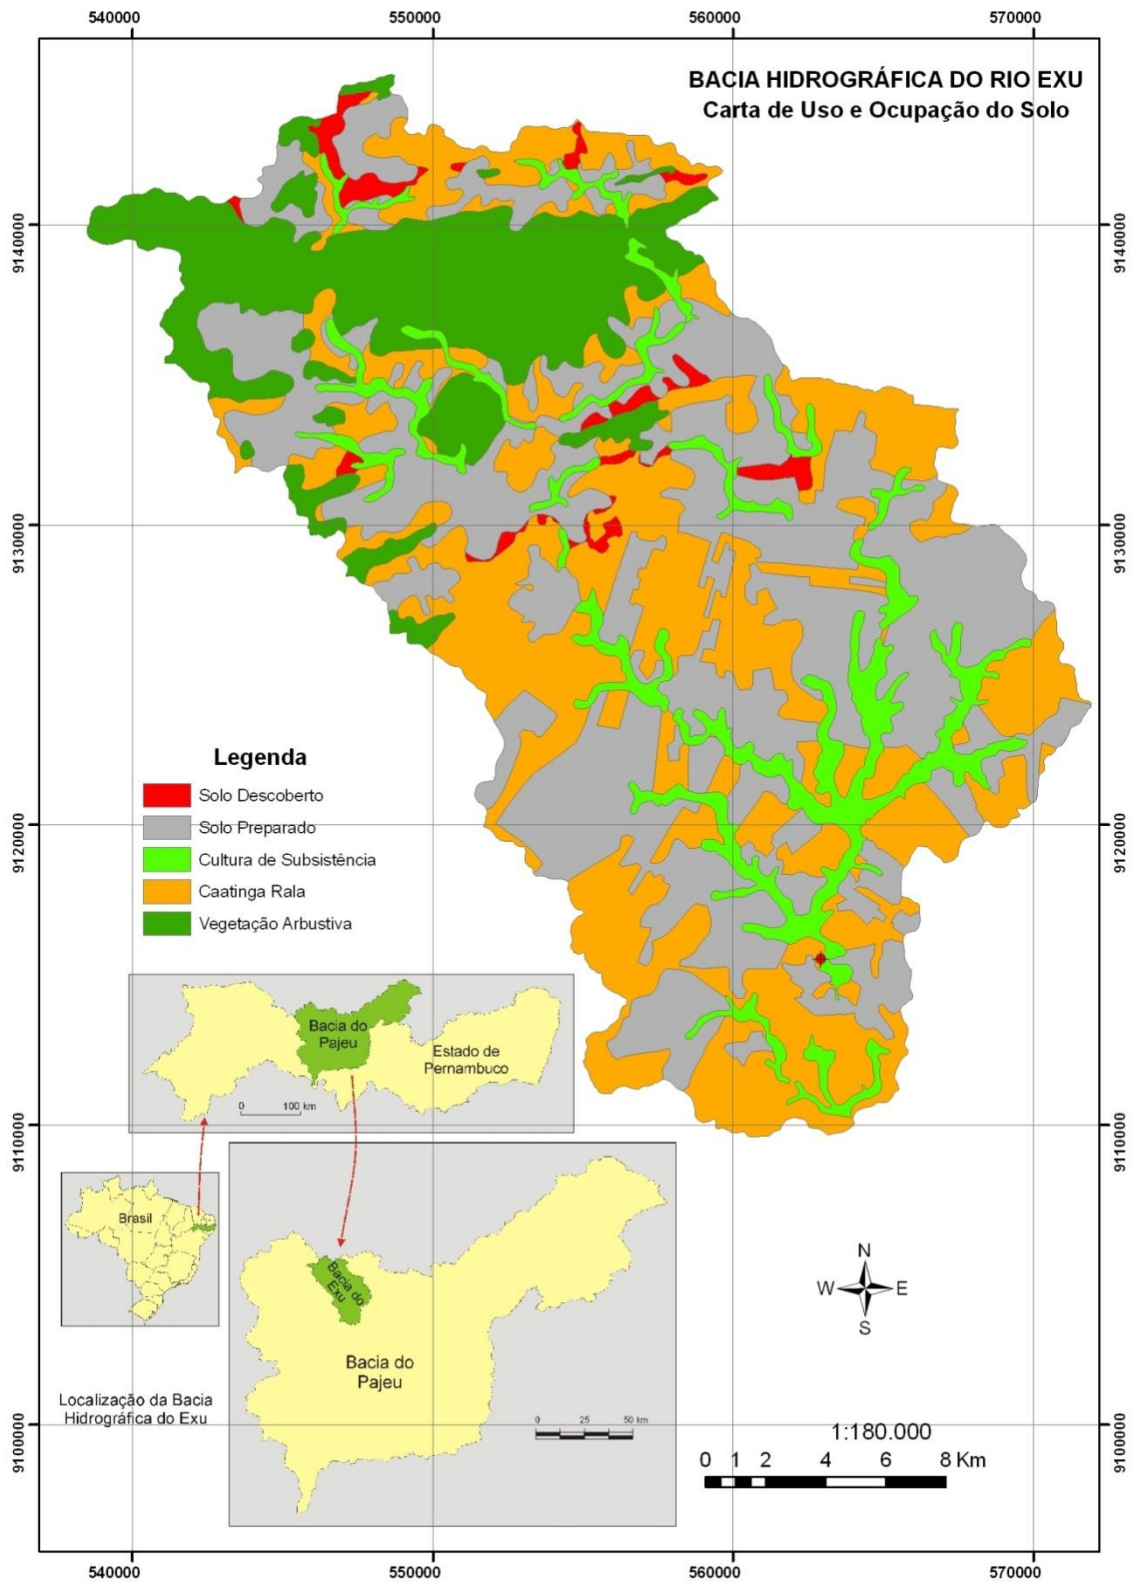 540000
550000
560000
570000
BACIA HIDROGRÁFICA DO RIO EXU
Carta de Uso e Ocupação do Solo
9140000
9140000
9130000
9130000
Legenda
Solo Descoberto
Solo Preparado
Cultura de Subsistência
Caatinga Rala
Vegetação Arbustiva
9120000
9120000
Bacia do
Pajeu
Estado de
Pernambuco
0 100 km
9110000
9110000
Brasil
Bacia do
Exu
Bacia do
Pajeu
0 25 50 km
Localização da Bacia
Hidrográfica do Exu
N
W E
S
9100000
9100000
1:180.000
0 1 2 4 6 8 Km
540000
550000
560000
570000